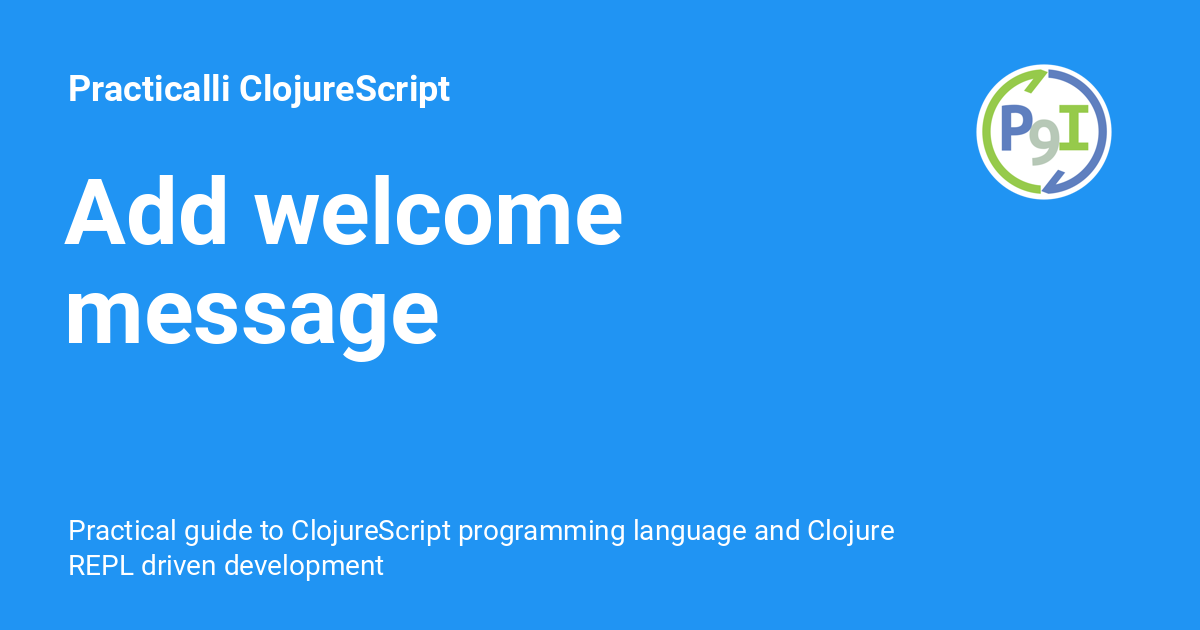 Practicalli ClojureScript
P9I
Add welcome
message
Practical guide to ClojureScript programming language and Clojure
REPL driven development